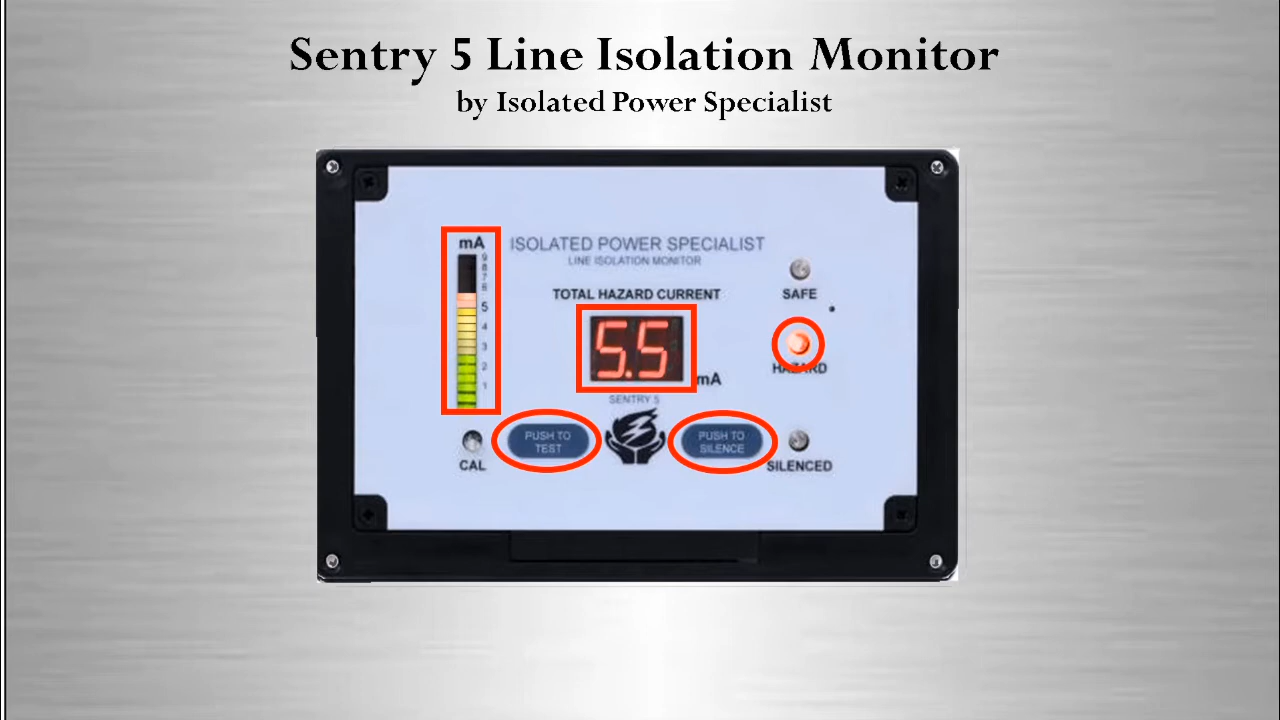 Sentry 5 Line Isolation Monitor
by Isolated Power Specialist
mA
ISOLATED POWER SPECIALIST
LINE ISOLATION MONITOR
9
8
7
6
5
4
3
2
1
TOTAL HAZARD CURRENT
SAFE
5.5
mA
HAZARD
SENTRY 5
PUSH TO
TEST
PUSH TO
SILENCE
CAL
SILENCED